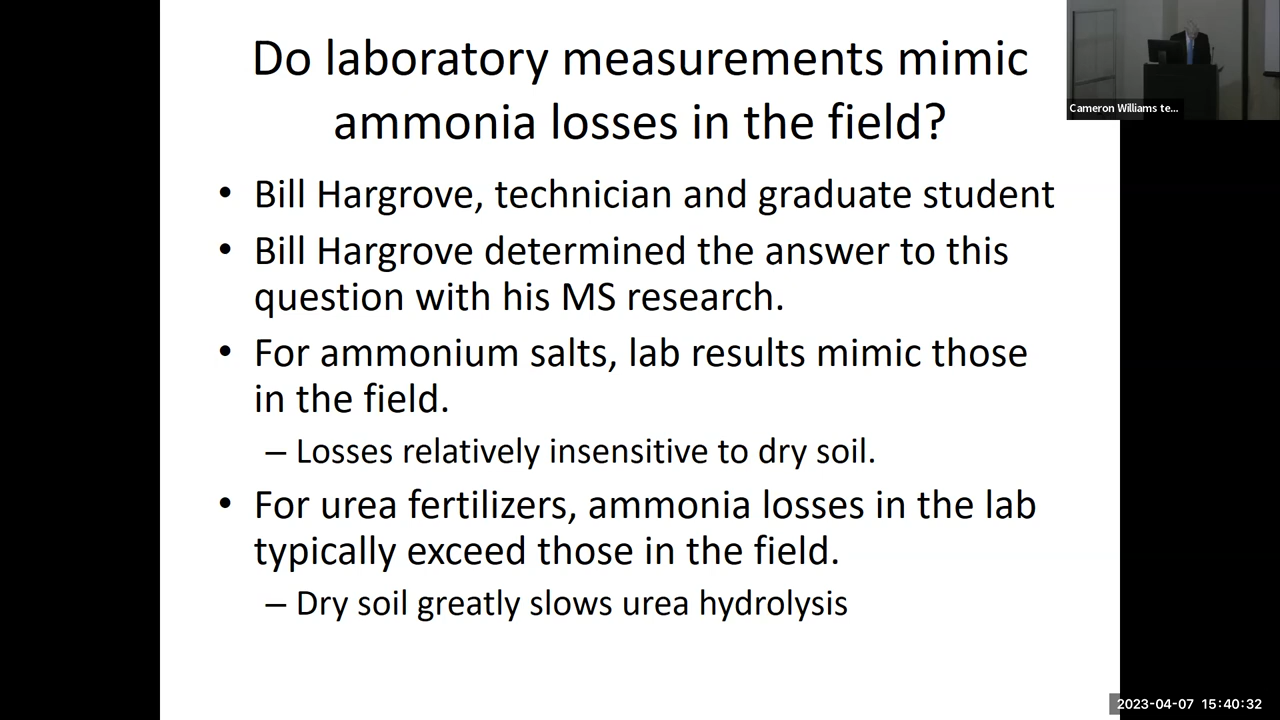 Do laboratory measurements mimic
ammonia losses in the field?
• Bill Hargrove, technician and graduate student
• Bill Hargrove determined the answer to this
question with his MS research.
• For ammonium salts, lab results mimic those
in the field.
– Losses relatively insensitive to dry soil.
• For urea fertilizers, ammonia losses in the lab
typically exceed those in the field.
– Dry soil greatly slows urea hydrolysis
Cameron Williams te...
2023-04-07 15:40:32